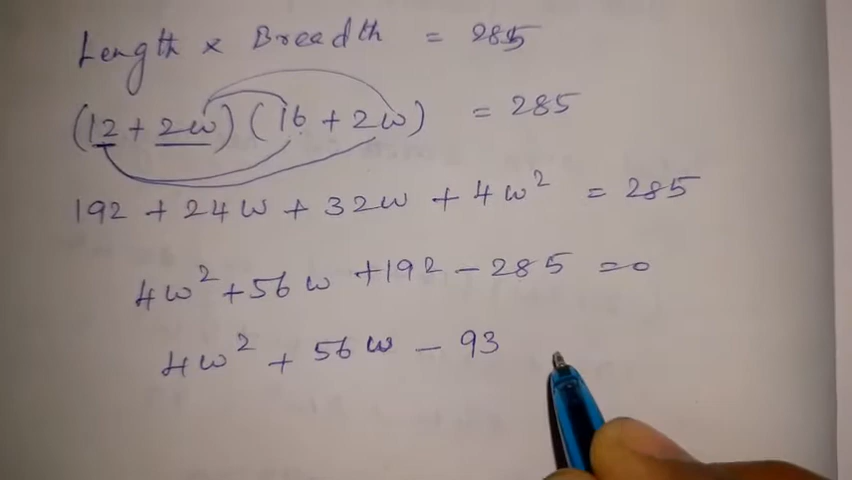 Length × Breadth = 285
(12 + 2w) (16 + 2w) = 285
192 + 24w + 32w + 4w² = 285
4w² + 56w + 192 - 285 = 0
4w² + 56w - 93